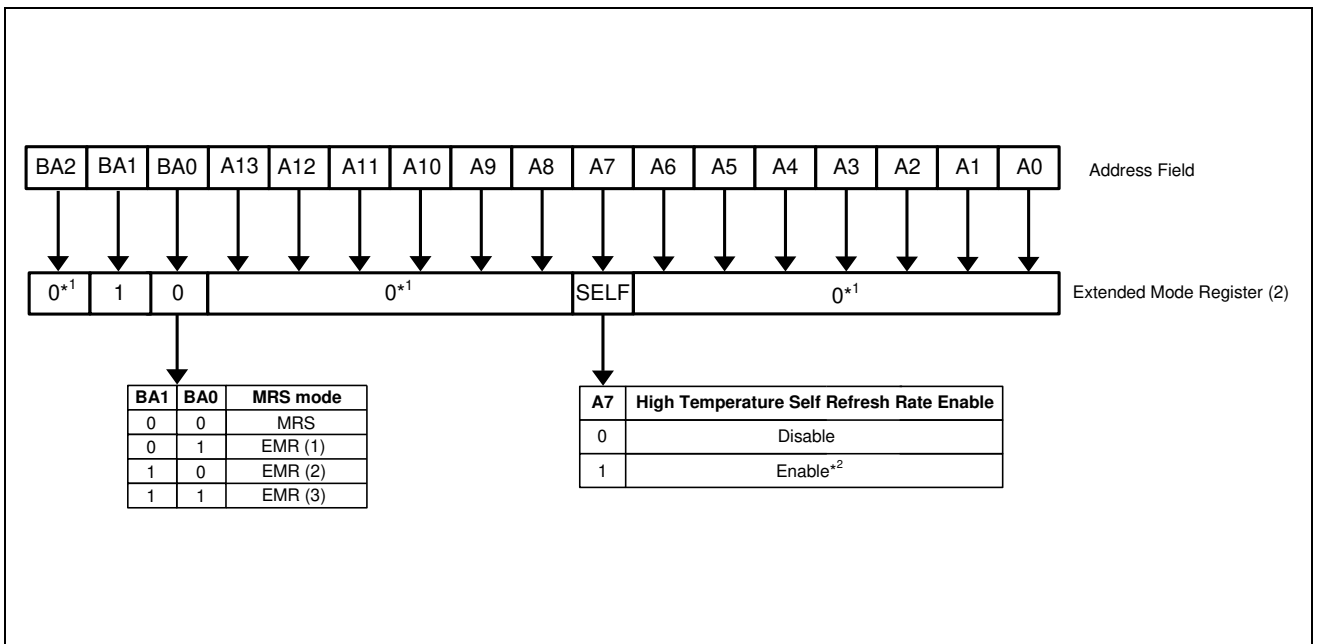 BA2 BA1 BA0 A13 A12 A11 A10 A9 A8 A7 A6 A5 A4 A3 A2 A1 A0 Address Field
0*1 1 0 0*1 SELF 0*1 Extended Mode Register (2)
BA1 BA0 MRS mode
0 0 MRS
0 1 EMR (1)
1 0 EMR (2)
1 1 EMR (3)
A7 High Temperature Self Refresh Rate Enable
0 Disable
1 Enable*2